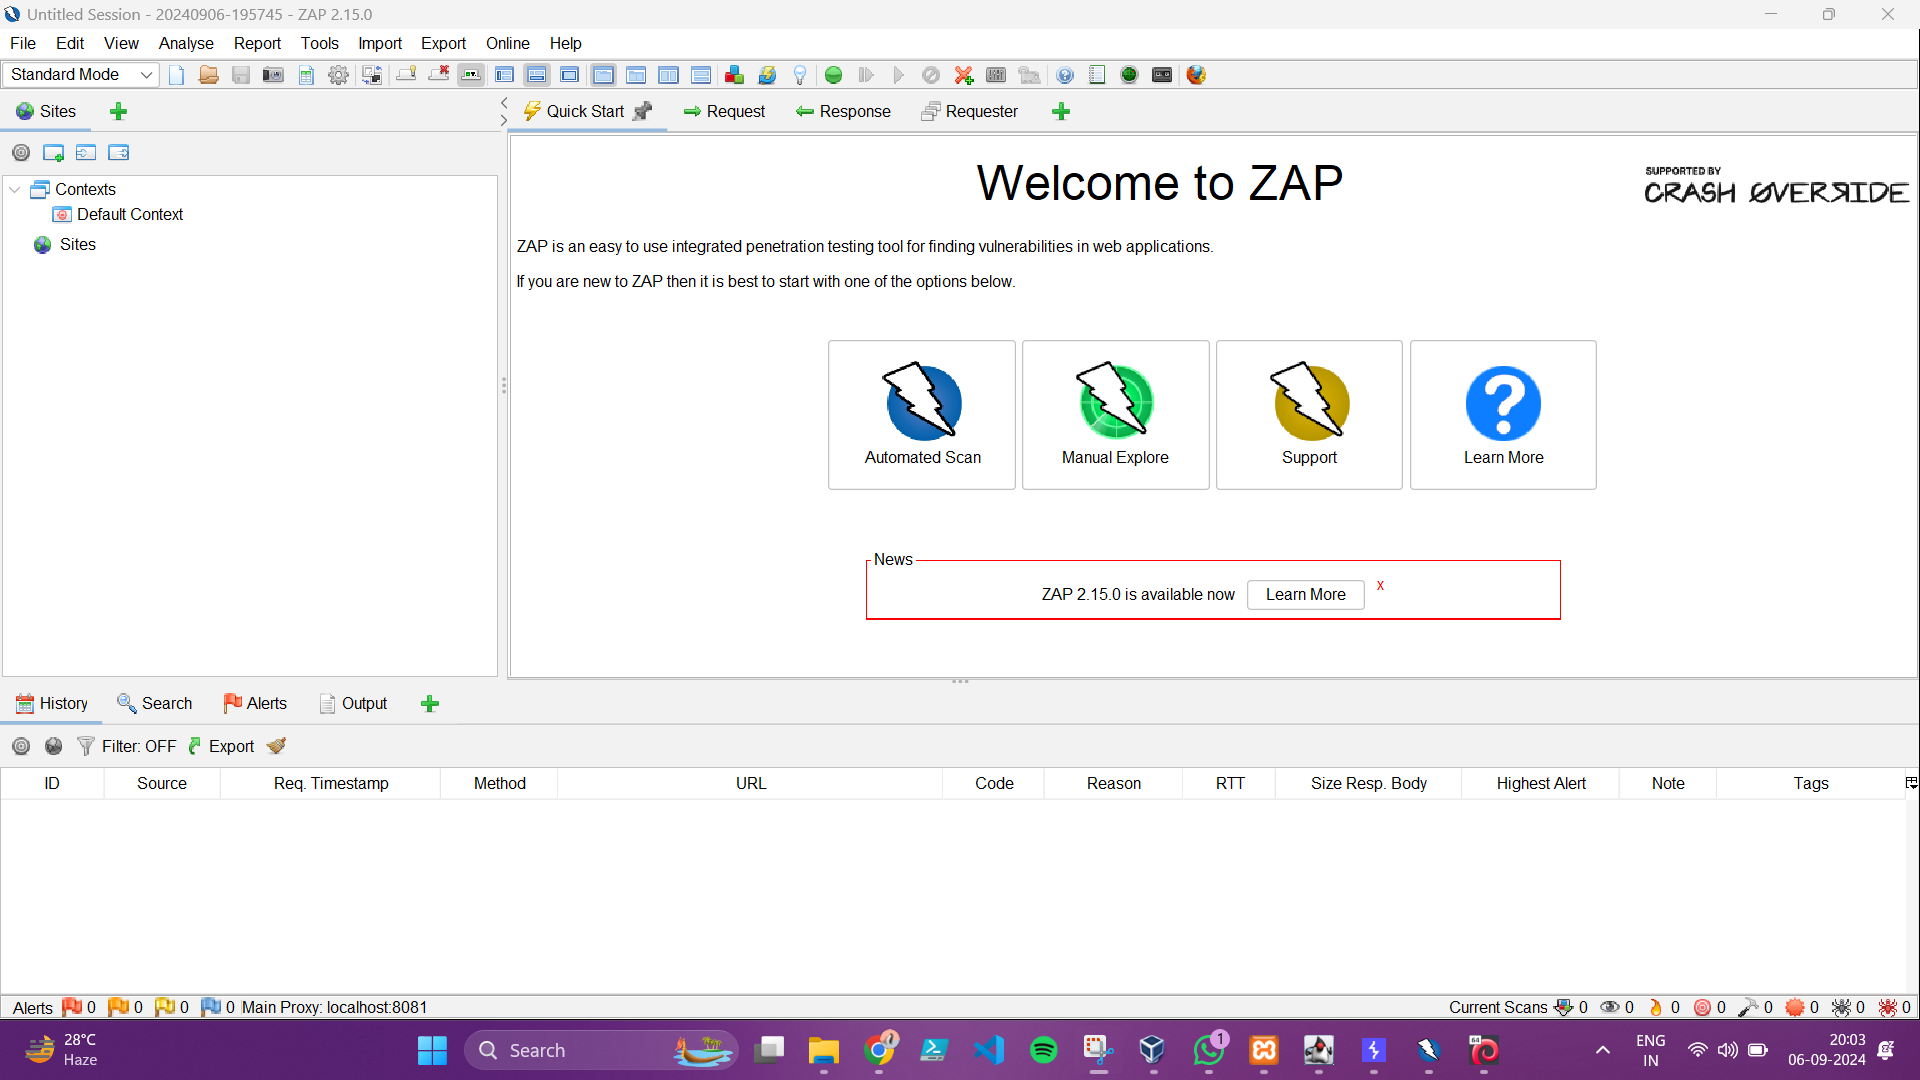 Untitled Session - 20240906-195745 - ZAP 2.15.0
File Edit View Analyse Report Tools Import Export Online Help
Standard Mode
Sites
Quick Start Request Response Requester
Contexts
Default Context
Sites
Welcome to ZAP
SUPPORTED BY
CRASH ØVERRIDE
ZAP is an easy to use integrated penetration testing tool for finding vulnerabilities in web applications.
If you are new to ZAP then it is best to start with one of the options below.
Automated Scan Manual Explore Support Learn More
News
ZAP 2.15.0 is available now Learn More X
History Search Alerts Output
Filter: OFF Export
ID Source Req. Timestamp Method URL Code Reason RTT Size Resp. Body Highest Alert Note Tags
Alerts 0 0 0 0 Main Proxy: localhost:8081 Current Scans 0 0 0 0 0 0 0 0
28°C
Haze
Search
1
64
ENG
IN
20:03
06-09-2024